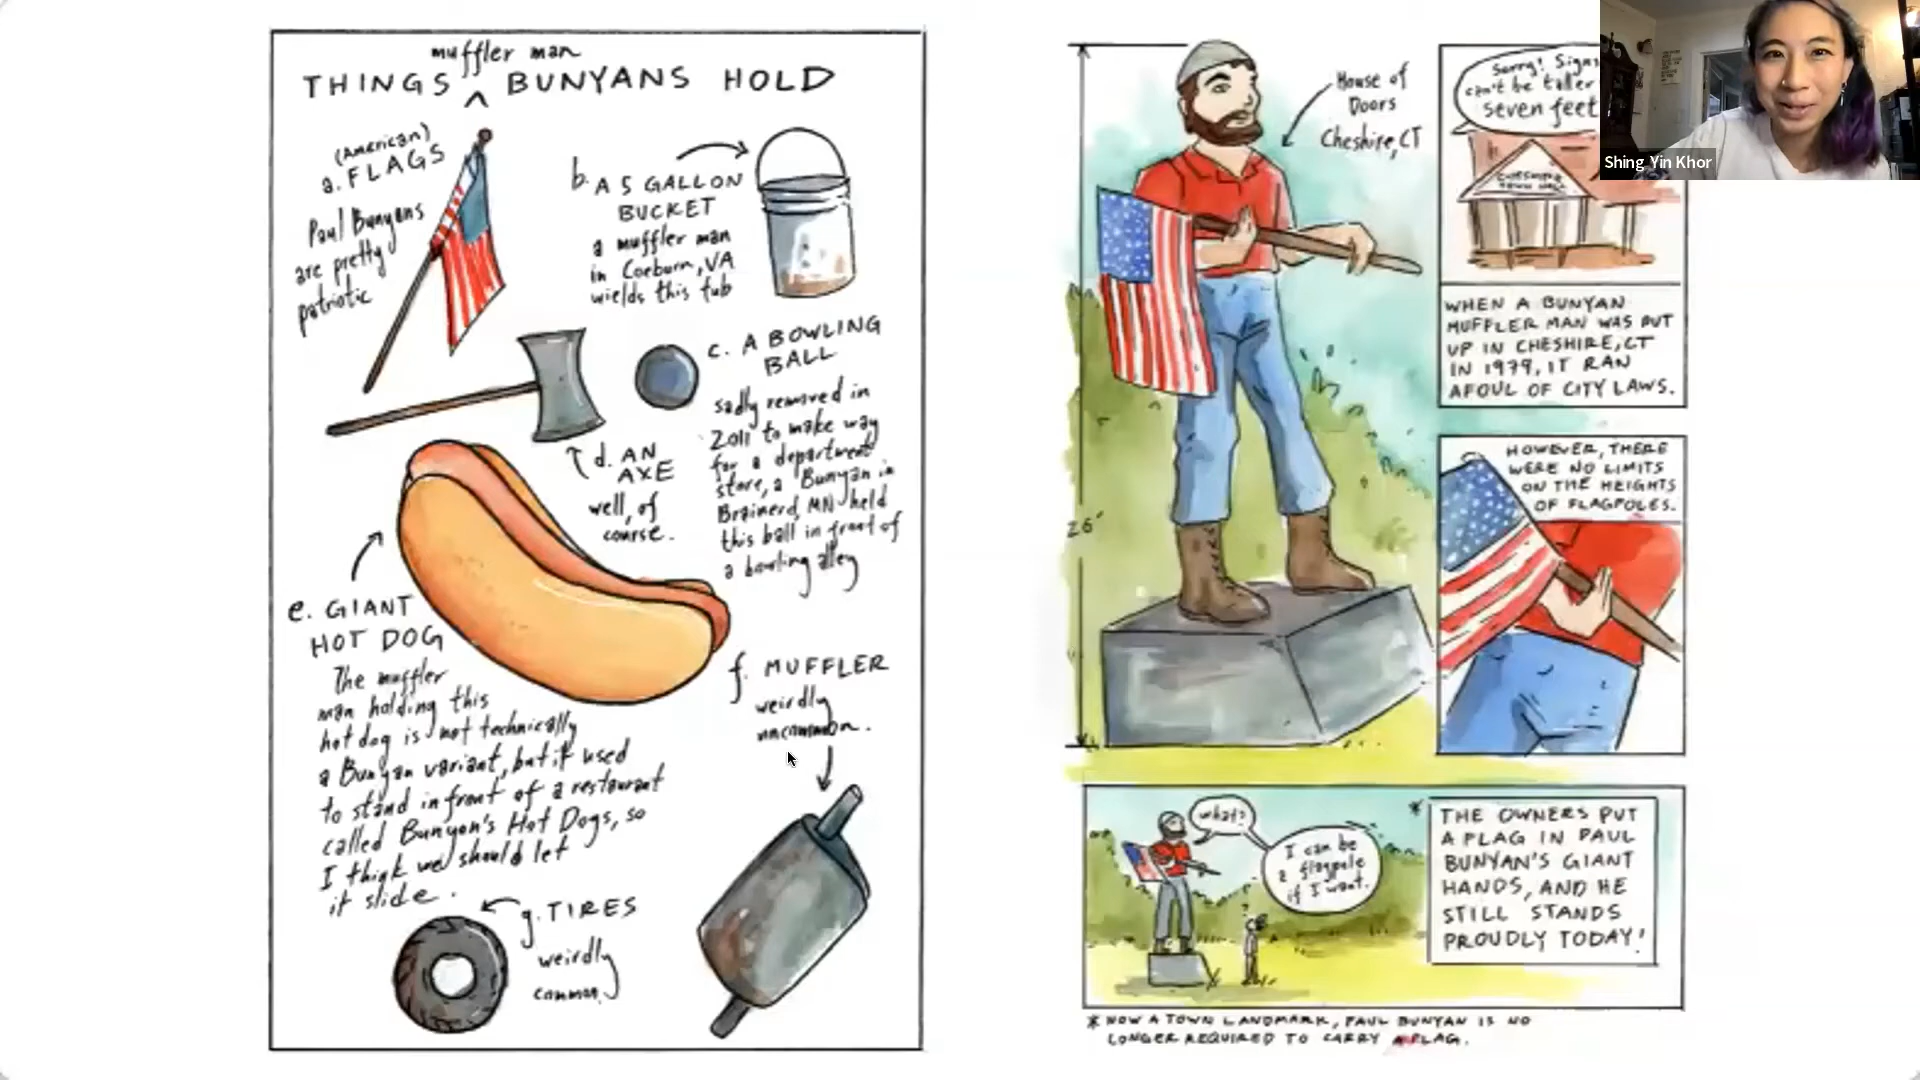 muffler man
THINGS ^ BUNYANS HOLD
(American)
a. FLAGS
Paul Bunyans
are pretty
patriotic
b. A 5 GALLON
BUCKET
a muffler man
in Coeburn, VA
wields this tub
c. A BOWLING
BALL
sadly removed in
2011 to make way
for a department
store, a Bunyan in
Brainerd, MN held
this ball in front of
a bowling alley
d. AN
AXE
well, of
course.
e. GIANT
HOT DOG
The muffler
man holding this
hot dog is not technically
a Bunyan variant, but it used
to stand in front of a restaurant
called Bunyon's Hot Dogs, so
I think we should let
it slide.
f. MUFFLER
weirdly
uncommon.
g. TIRES
weirdly
common.
House of
Doors
Cheshire, CT
26'
Sorry! Signs
can't be taller
seven feet
CHESHIRE
TOWN HALL
WHEN A BUNYAN
MUFFLER MAN WAS PUT
UP IN CHESHIRE, CT
IN 1979, IT RAN
AFOUL OF CITY LAWS.
HOWEVER, THERE
WERE NO LIMITS
ON THE HEIGHTS
OF FLAGPOLES.
what?
I can be
a flagpole
if I want.
?
* THE OWNERS PUT
A FLAG IN PAUL
BUNYAN'S GIANT
HANDS, AND HE
STILL STANDS
PROUDLY TODAY!
* NOW A TOWN LANDMARK, PAUL BUNYAN IS NO
LONGER REQUIRED TO CARRY A FLAG.
Shing Yin Khor